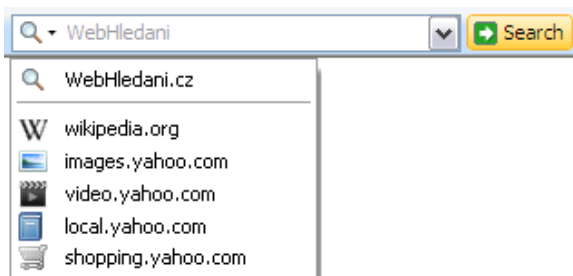 WebHledani Search
WebHledani.cz
W wikipedia.org
images.yahoo.com
video.yahoo.com
local.yahoo.com
shopping.yahoo.com